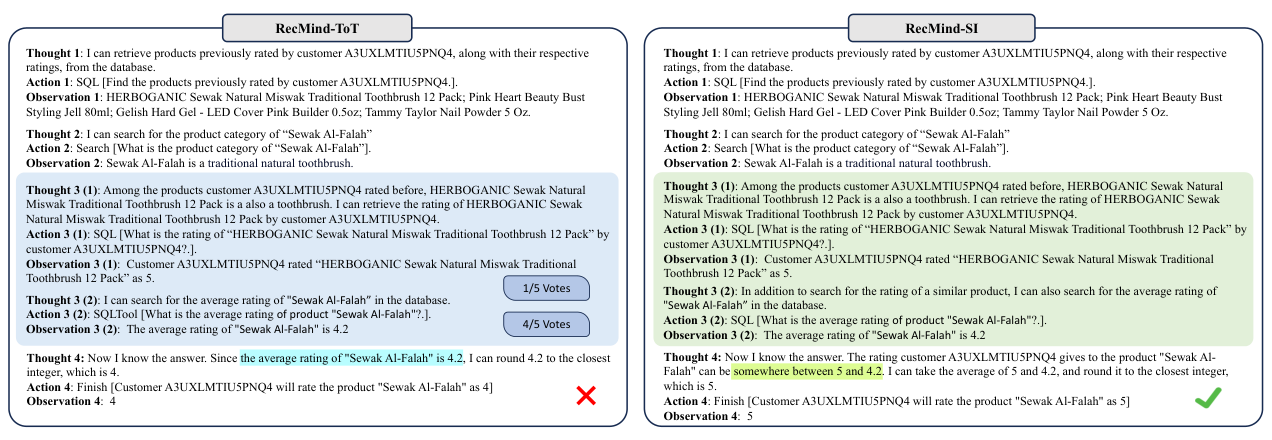 RecMind-ToT
Thought 1: I can retrieve products previously rated by customer A3UXLMTIU5PNQ4, along with their respective
ratings, from the database.
Action 1: SQL [Find the products previously rated by customer A3UXLMTIU5PNQ4.].
Observation 1: HERBOGANIC Sewak Natural Miswak Traditional Toothbrush 12 Pack; Pink Heart Beauty Bust
Styling Jell 80ml; Gelish Hard Gel - LED Cover Pink Builder 0.5oz; Tammy Taylor Nail Powder 5 Oz.
Thought 2: I can search for the product category of “Sewak Al-Falah”
Action 2: Search [What is the product category of “Sewak Al-Falah”].
Observation 2: Sewak Al-Falah is a traditional natural toothbrush.
Thought 3 (1): Among the products customer A3UXLMTIU5PNQ4 rated before, HERBOGANIC Sewak Natural
Miswak Traditional Toothbrush 12 Pack is a also a toothbrush. I can retrieve the rating of HERBOGANIC Sewak
Natural Miswak Traditional Toothbrush 12 Pack by customer A3UXLMTIU5PNQ4.
Action 3 (1): SQL [What is the rating of “HERBOGANIC Sewak Natural Miswak Traditional Toothbrush 12 Pack” by
customer A3UXLMTIU5PNQ4?.].
Observation 3 (1): Customer A3UXLMTIU5PNQ4 rated “HERBOGANIC Sewak Natural Miswak Traditional
Toothbrush 12 Pack” as 5.
1/5 Votes
Thought 3 (2): I can search for the average rating of "Sewak Al-Falah” in the database.
Action 3 (2): SQLTool [What is the average rating of product "Sewak Al-Falah"?.].
Observation 3 (2): The average rating of "Sewak Al-Falah" is 4.2
4/5 Votes
Thought 4: Now I know the answer. Since the average rating of "Sewak Al-Falah" is 4.2, I can round 4.2 to the closest
integer, which is 4.
Action 4: Finish [Customer A3UXLMTIU5PNQ4 will rate the product "Sewak Al-Falah" as 4]
Observation 4: 4
RecMind-SI
Thought 1: I can retrieve products previously rated by customer A3UXLMTIU5PNQ4, along with their respective
ratings, from the database.
Action 1: SQL [Find the products previously rated by customer A3UXLMTIU5PNQ4.].
Observation 1: HERBOGANIC Sewak Natural Miswak Traditional Toothbrush 12 Pack; Pink Heart Beauty Bust
Styling Jell 80ml; Gelish Hard Gel - LED Cover Pink Builder 0.5oz; Tammy Taylor Nail Powder 5 Oz.
Thought 2: I can search for the product category of “Sewak Al-Falah”
Action 2: Search [What is the product category of “Sewak Al-Falah”].
Observation 2: Sewak Al-Falah is a traditional natural toothbrush.
Thought 3 (1): Among the products customer A3UXLMTIU5PNQ4 rated before, HERBOGANIC Sewak Natural
Miswak Traditional Toothbrush 12 Pack is a also a toothbrush. I can retrieve the rating of HERBOGANIC Sewak
Natural Miswak Traditional Toothbrush 12 Pack by customer A3UXLMTIU5PNQ4.
Action 3 (1): SQL [What is the rating of “HERBOGANIC Sewak Natural Miswak Traditional Toothbrush 12 Pack” by
customer A3UXLMTIU5PNQ4?.].
Observation 3 (1): Customer A3UXLMTIU5PNQ4 rated “HERBOGANIC Sewak Natural Miswak Traditional
Toothbrush 12 Pack” as 5.
Thought 3 (2): In addition to search for the rating of a similar product, I can also search for the average rating of
"Sewak Al-Falah” in the database.
Action 3 (2): SQL [What is the average rating of product "Sewak Al-Falah"?.].
Observation 3 (2): The average rating of "Sewak Al-Falah" is 4.2
Thought 4: Now I know the answer. The rating customer A3UXLMTIU5PNQ4 gives to the product "Sewak Al-
Falah" can be somewhere between 5 and 4.2. I can take the average of 5 and 4.2, and round it to the closest integer,
which is 5.
Action 4: Finish [Customer A3UXLMTIU5PNQ4 will rate the product "Sewak Al-Falah" as 5]
Observation 4: 5